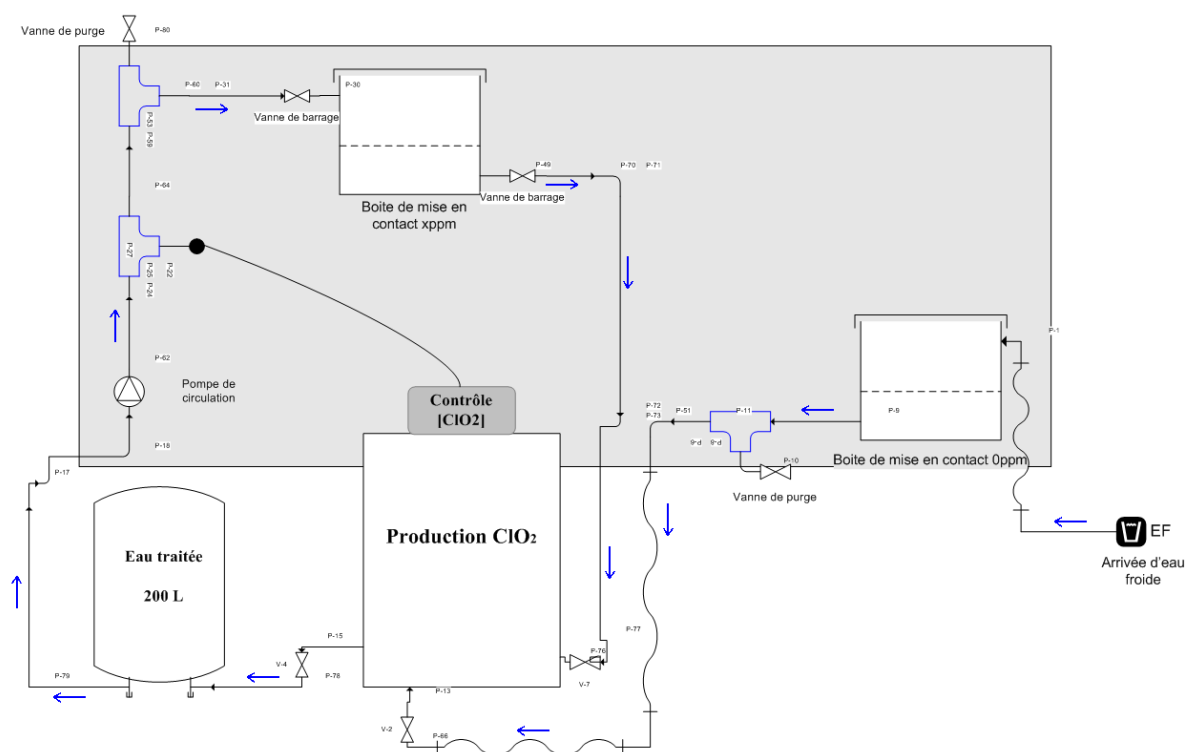 Vanne de purge
P-80
P-60
P-31
P-30
Vanne de barrage
P-53
P-59
P-49
P-70
P-71
Vanne de barrage
P-64
Boite de mise en
contact xppm
P-27
P-22
P-25
P-24
P-1
P-62
Pompe de
circulation
Contrôle
[ClO2]
P-72
P-73
P-51
P-11
P-9
P-6
P-6
P-18
P-17
P-10
Boite de mise en contact 0ppm
Vanne de purge
EF
Arrivée d'eau
froide
Production ClO₂
Eau traitée
200 L
P-15
P-77
P-76
V-4
P-78
P-79
V-7
P-13
V-2
P-66